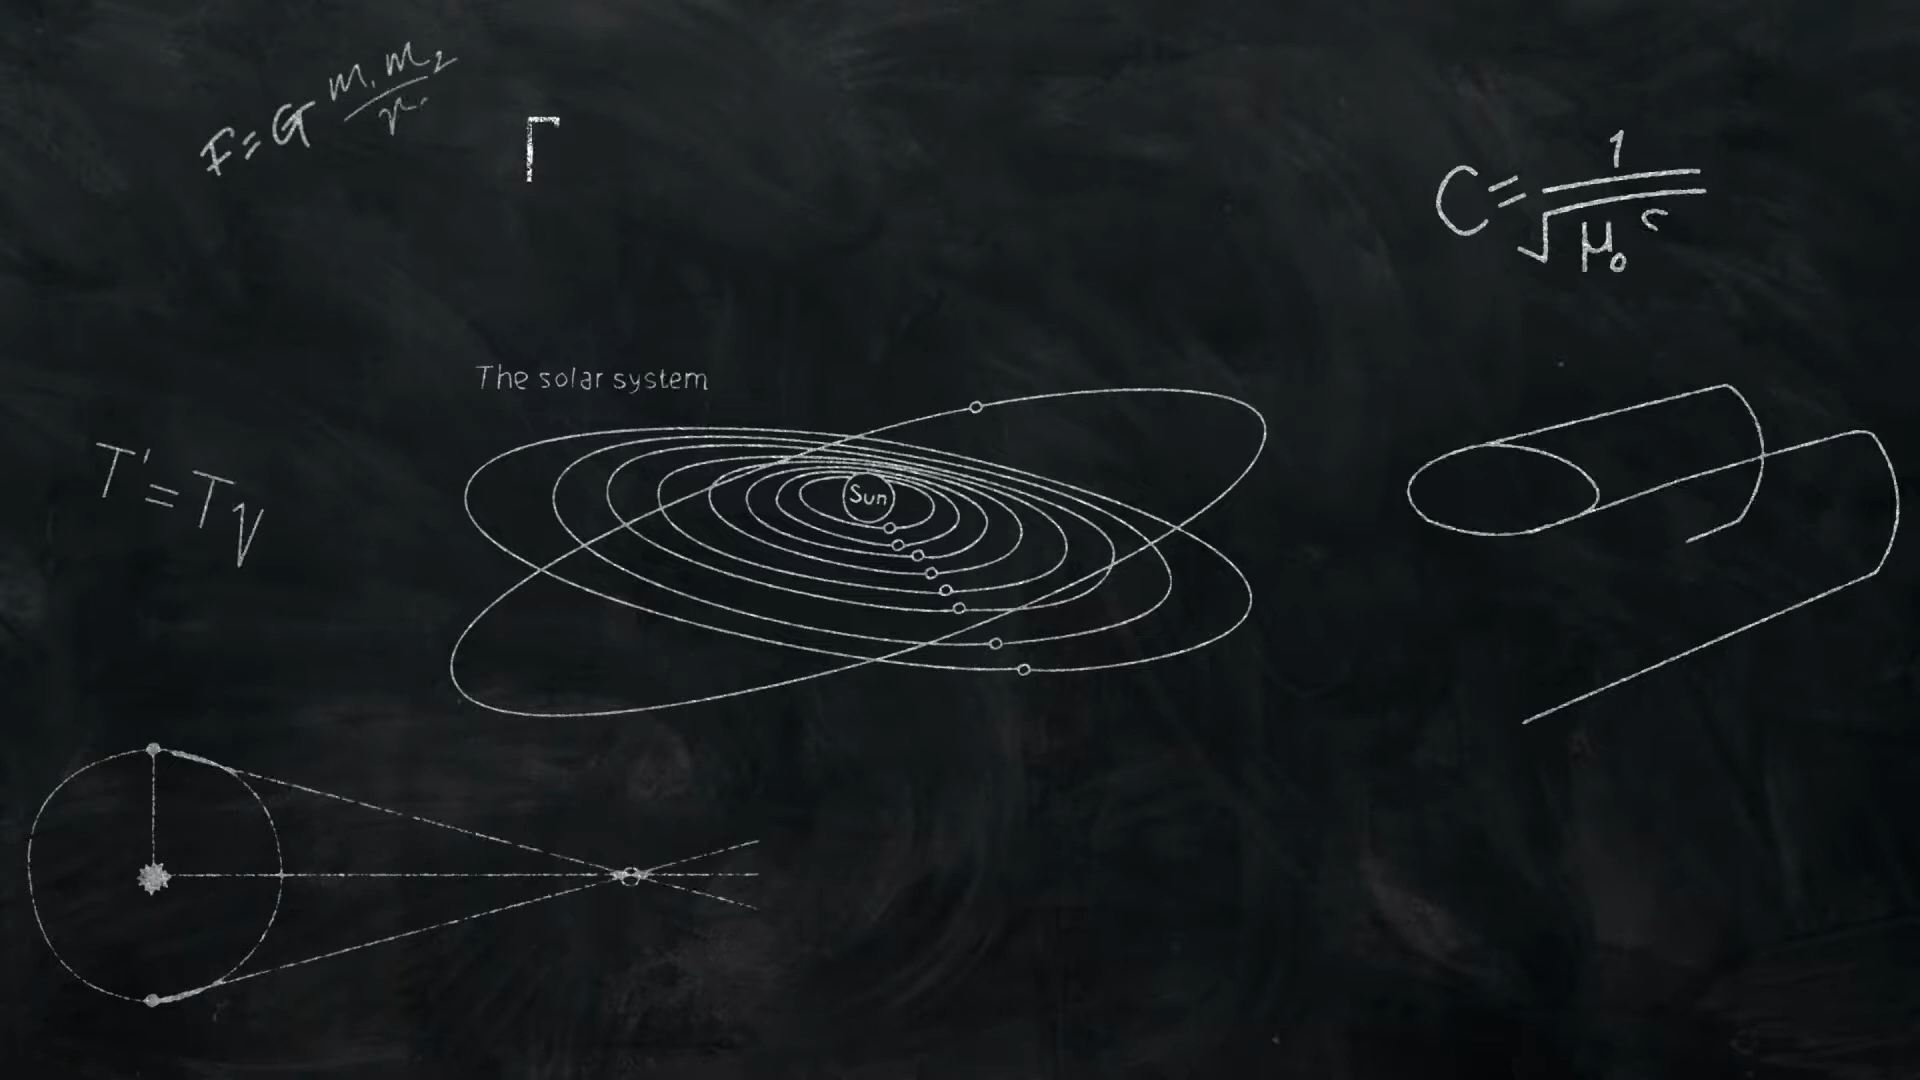 F=G m₁m₂/r
Γ
C=1/√μ₀
The solar system
Sun
T'=Tγ